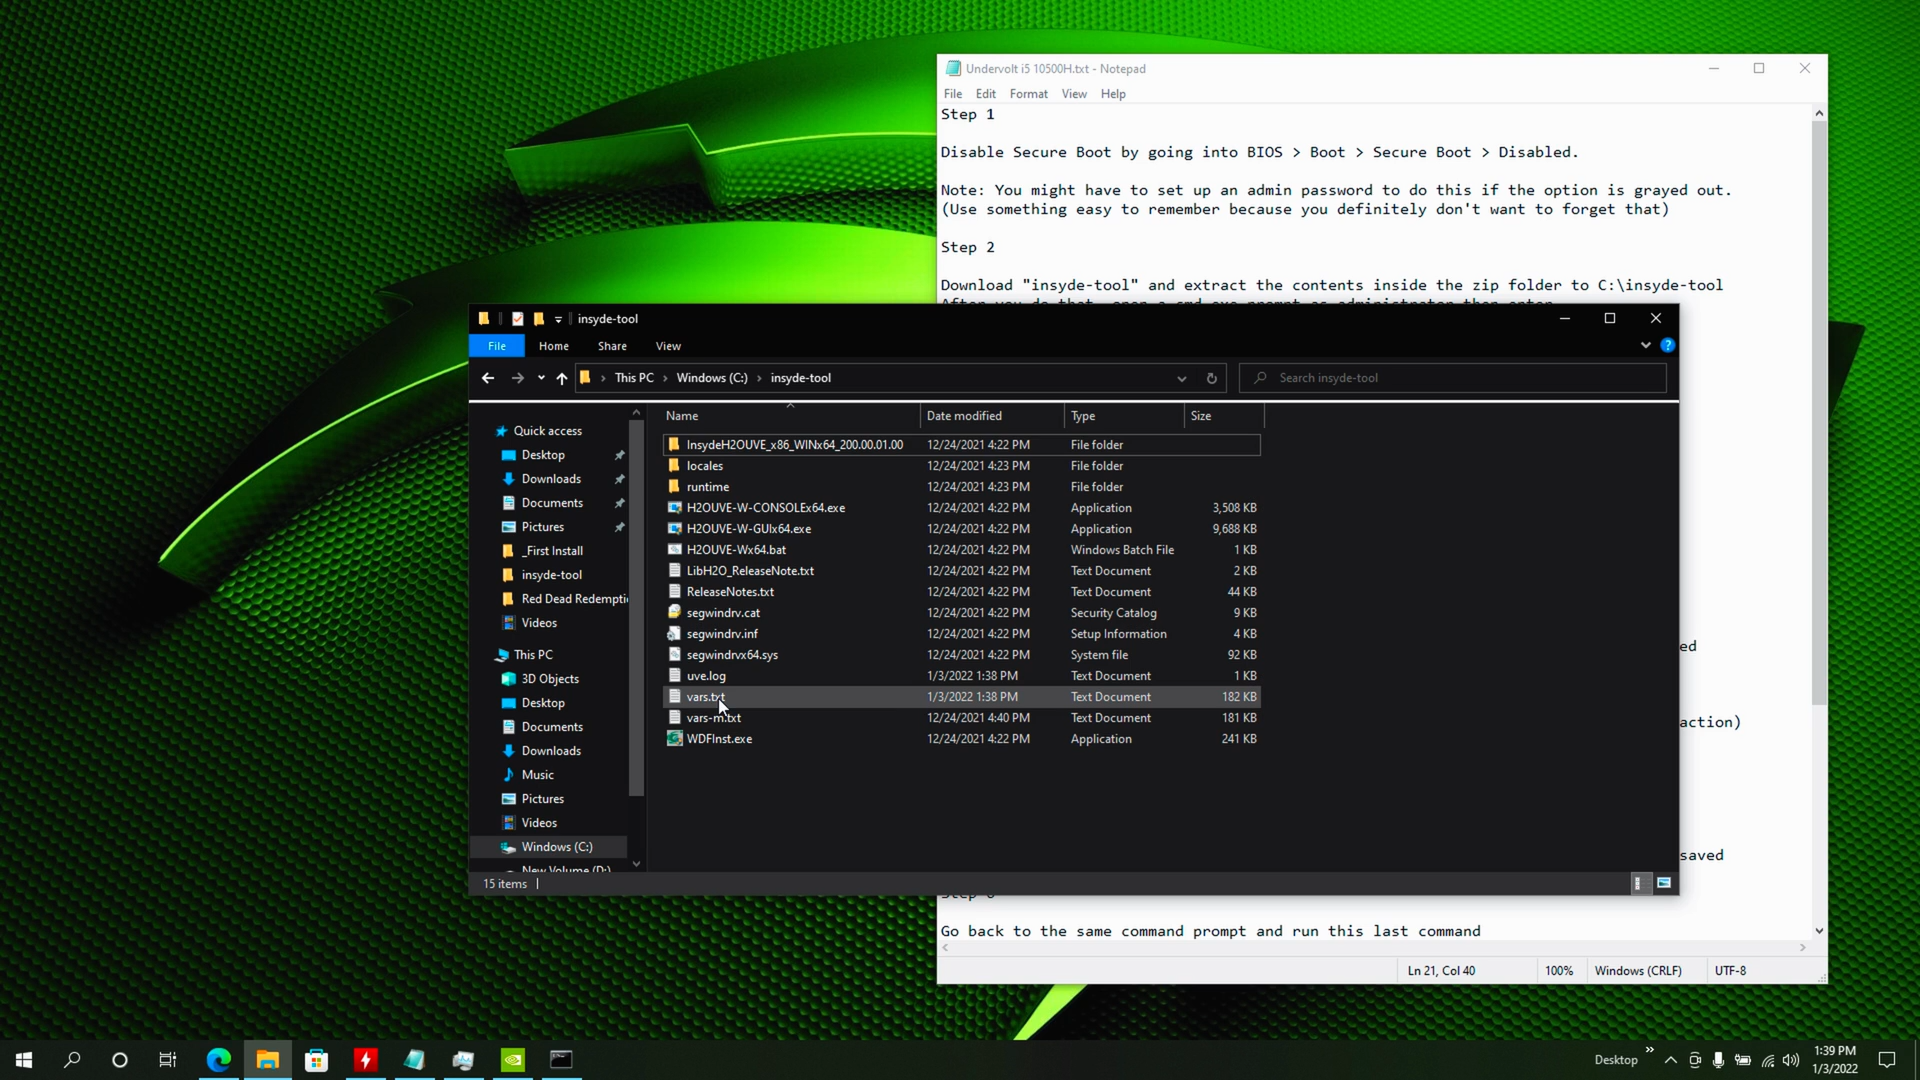 Undervolt i5 10500H.txt - Notepad
File Edit Format View Help
Step 1
Disable Secure Boot by going into BIOS > Boot > Secure Boot > Disabled.
Note: You might have to set up an admin password to do this if the option is grayed out.
(Use something easy to remember because you definitely don't want to forget that)
Step 2
Download "insyde-tool" and extract the contents inside the zip folder to C:\insyde-tool
insyde-tool
File Home Share View
This PC > Windows (C:) > insyde-tool
Search insyde-tool
Quick access
Desktop
Downloads
Documents
Pictures
_First Install
insyde-tool
Red Dead Redempti
Videos
This PC
3D Objects
Desktop
Documents
Downloads
Music
Pictures
Videos
Windows (C:)
New Volume (D:)
Name Date modified Type Size
InsydeH2OUVE_x86_WINx64_200.00.01.00 12/24/2021 4:22 PM File folder
locales 12/24/2021 4:23 PM File folder
runtime 12/24/2021 4:23 PM File folder
H2OUVE-W-CONSOLEx64.exe 12/24/2021 4:22 PM Application 3,508 KB
H2OUVE-W-GUIx64.exe 12/24/2021 4:22 PM Application 9,688 KB
H2OUVE-Wx64.bat 12/24/2021 4:22 PM Windows Batch File 1 KB
LibH2O_ReleaseNote.txt 12/24/2021 4:22 PM Text Document 2 KB
ReleaseNotes.txt 12/24/2021 4:22 PM Text Document 44 KB
segwindrv.cat 12/24/2021 4:22 PM Security Catalog 9 KB
segwindrv.inf 12/24/2021 4:22 PM Setup Information 4 KB
segwindrvx64.sys 12/24/2021 4:22 PM System file 92 KB
uve.log 1/3/2022 1:38 PM Text Document 1 KB
vars.txt 1/3/2022 1:38 PM Text Document 182 KB
vars-m.txt 12/24/2021 4:40 PM Text Document 181 KB
WDFInst.exe 12/24/2021 4:22 PM Application 241 KB
15 items
ed
action)
saved
Go back to the same command prompt and run this last command
Ln 21, Col 40 100% Windows (CRLF) UTF-8
Desktop
1:39 PM
1/3/2022